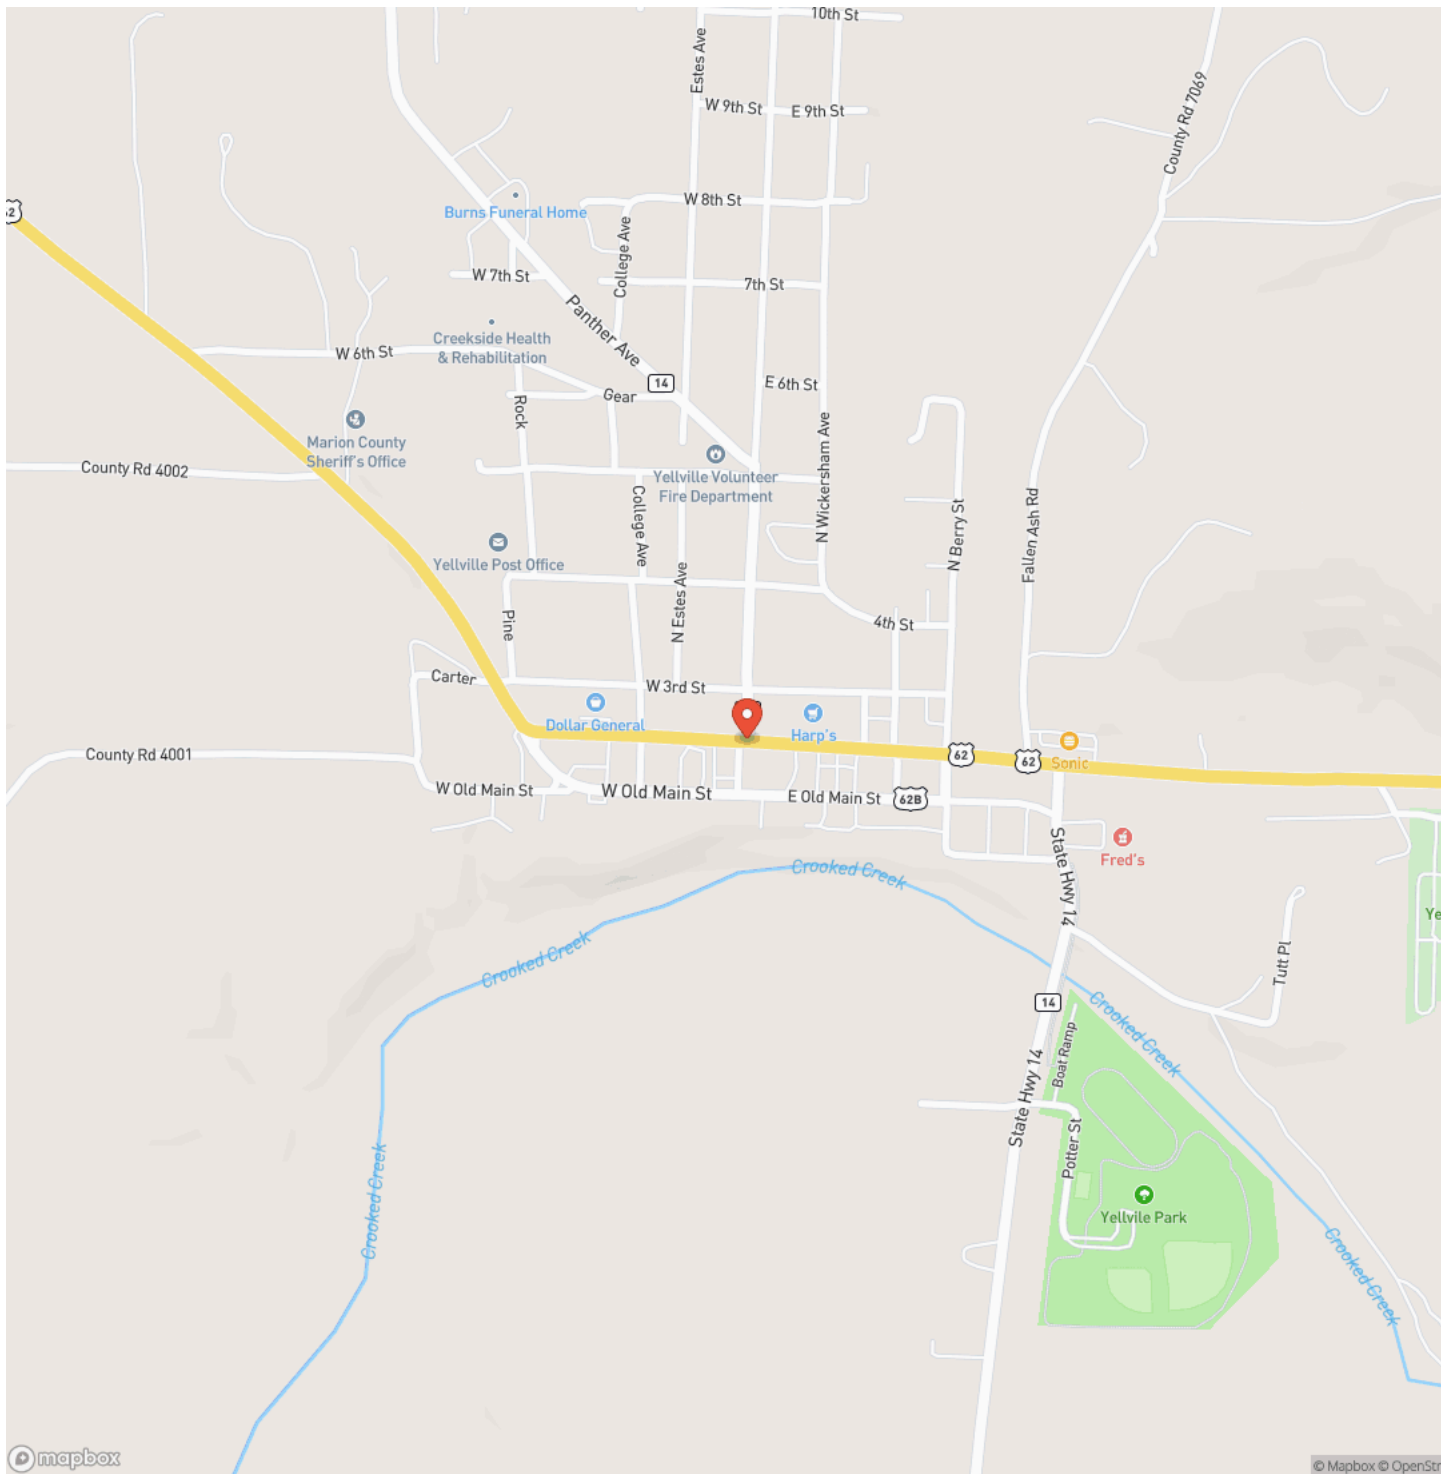 10th St
Estes Ave
W 9th St
E 9th St
County Rd 7069
W 8th St
Burns Funeral Home
College Ave
W 7th St
7th St
Panther Ave
Creekside Health
& Rehabilitation
W 6th St
14
E 6th St
Gear
Rock
Marion County
Sheriff's Office
County Rd 4002
Yellville Volunteer
Fire Department
N Wickersham Ave
College Ave
N Berry St
Fallen Ash Rd
Yellville Post Office
N Estes Ave
Pine
4th St
Carter
W 3rd St
Dollar General
Harp's
62
62
Sonic
County Rd 4001
W Old Main St
W Old Main St
E Old Main St
62B
State Hwy 14
Fred's
Crooked Creek
Crooked Creek
Tutt Pl
14
Crooked Creek
Boat Ramp
State Hwy 14
Potter St
Crooked Creek
Yellvile Park
Crooked Creek
mapbox
© Mapbox © OpenStr